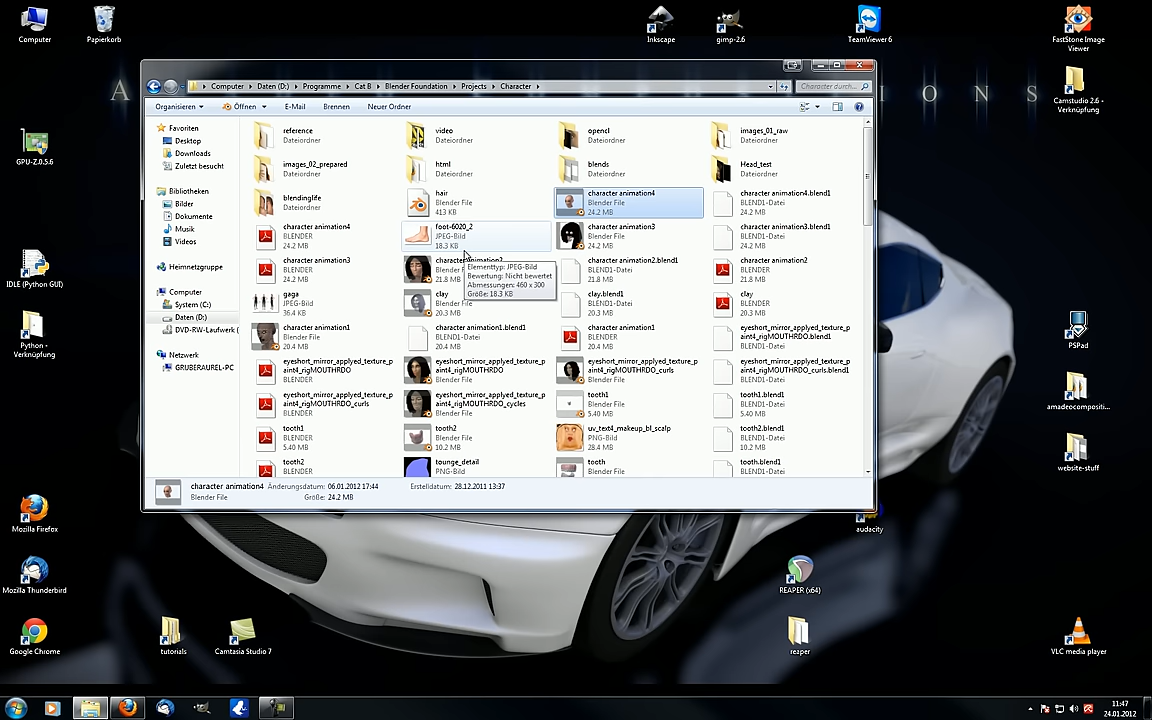 Computer
Papierkorb
Inkscape
gimp-2.6
TeamViewer 6
FastStone Image
Viewer
Camstudio 2.6 -
Verknüpfung
A
I O N S
Computer ▸ Daten (D:) ▸ Programme ▸ Cat B ▸ Blender Foundation ▸ Projects ▸ Character ▸
Character durch...
Organisieren
Öffnen
E-Mail
Brennen
Neuer Ordner
Favoriten
Desktop
Downloads
Zuletzt besucht
Bibliotheken
Bilder
Dokumente
Musik
Videos
Heimnetzgruppe
Computer
System (C:)
Daten (D:)
DVD-RW-Laufwerk (
Netzwerk
GRUBERAUREL-PC
reference
Dateiordner
video
Dateiordner
opencl
Dateiordner
images_01_raw
Dateiordner
images_02_prepared
Dateiordner
html
Dateiordner
blends
Dateiordner
Head_test
Dateiordner
blendinglife
Dateiordner
hair
Blender File
413 KB
character animation4
Blender File
24.2 MB
character animation4.blend1
BLEND1-Datei
24.2 MB
character animation4
BLENDER
24.2 MB
foot-6020_2
JPEG-Bild
18.3 KB
character animation3
Blender File
24.2 MB
character animation3.blend1
BLEND1-Datei
24.2 MB
character animation3
BLENDER
24.2 MB
character animation2
Blender File
21.8 MB
Elementtyp: JPEG-Bild
Bewertung: Nicht bewertet
Abmessungen: 460 x 300
Größe: 18.3 KB
character animation2.blend1
BLEND1-Datei
21.8 MB
character animation2
BLENDER
21.8 MB
gaga
JPEG-Bild
36.4 KB
clay
Blender File
20.3 MB
clay.blend1
BLEND1-Datei
20.3 MB
clay
BLENDER
20.3 MB
character animation1
Blender File
20.4 MB
character animation1.blend1
BLEND1-Datei
20.4 MB
character animation1
BLENDER
20.4 MB
eyeshort_mirror_applyed_texture_p
aint4_rigMOUTHRDO.blend1
BLEND1-Datei
eyeshort_mirror_applyed_texture_p
aint4_rigMOUTHRDO
BLENDER
eyeshort_mirror_applyed_texture_p
aint4_rigMOUTHRDO
Blender File
eyeshort_mirror_applyed_texture_p
aint4_rigMOUTHRDO_curls
Blender File
eyeshort_mirror_applyed_texture_p
aint4_rigMOUTHRDO_curls.blend1
BLEND1-Datei
eyeshort_mirror_applyed_texture_p
aint4_rigMOUTHRDO_curls
BLENDER
eyeshort_mirror_applyed_texture_p
aint4_rigMOUTHRDO_cycles
Blender File
tooth1
Blender File
5.40 MB
tooth1.blend1
BLEND1-Datei
5.40 MB
tooth1
BLENDER
5.40 MB
tooth2
Blender File
10.2 MB
uv_text4_makeup_bl_scalp
PNG-Bild
28.4 MB
tooth2.blend1
BLEND1-Datei
10.2 MB
tooth2
BLENDER
tounge_detail
PNG-Bild
tooth
Blender File
tooth.blend1
BLEND1-Datei
character animation4 Änderungsdatum: 06.01.2012 17:44
Erstelldatum: 28.12.2011 13:37
Blender File
Größe: 24.2 MB
GPU-Z.0.5.6
IDLE (Python GUI)
Python -
Verknüpfung
Mozilla Firefox
Mozilla Thunderbird
Google Chrome
tutorials
Camtasia Studio 7
PSPad
amadeocompositi...
website-stuff
audacity
REAPER (x64)
reaper
VLC media player
11:47
24.01.2012